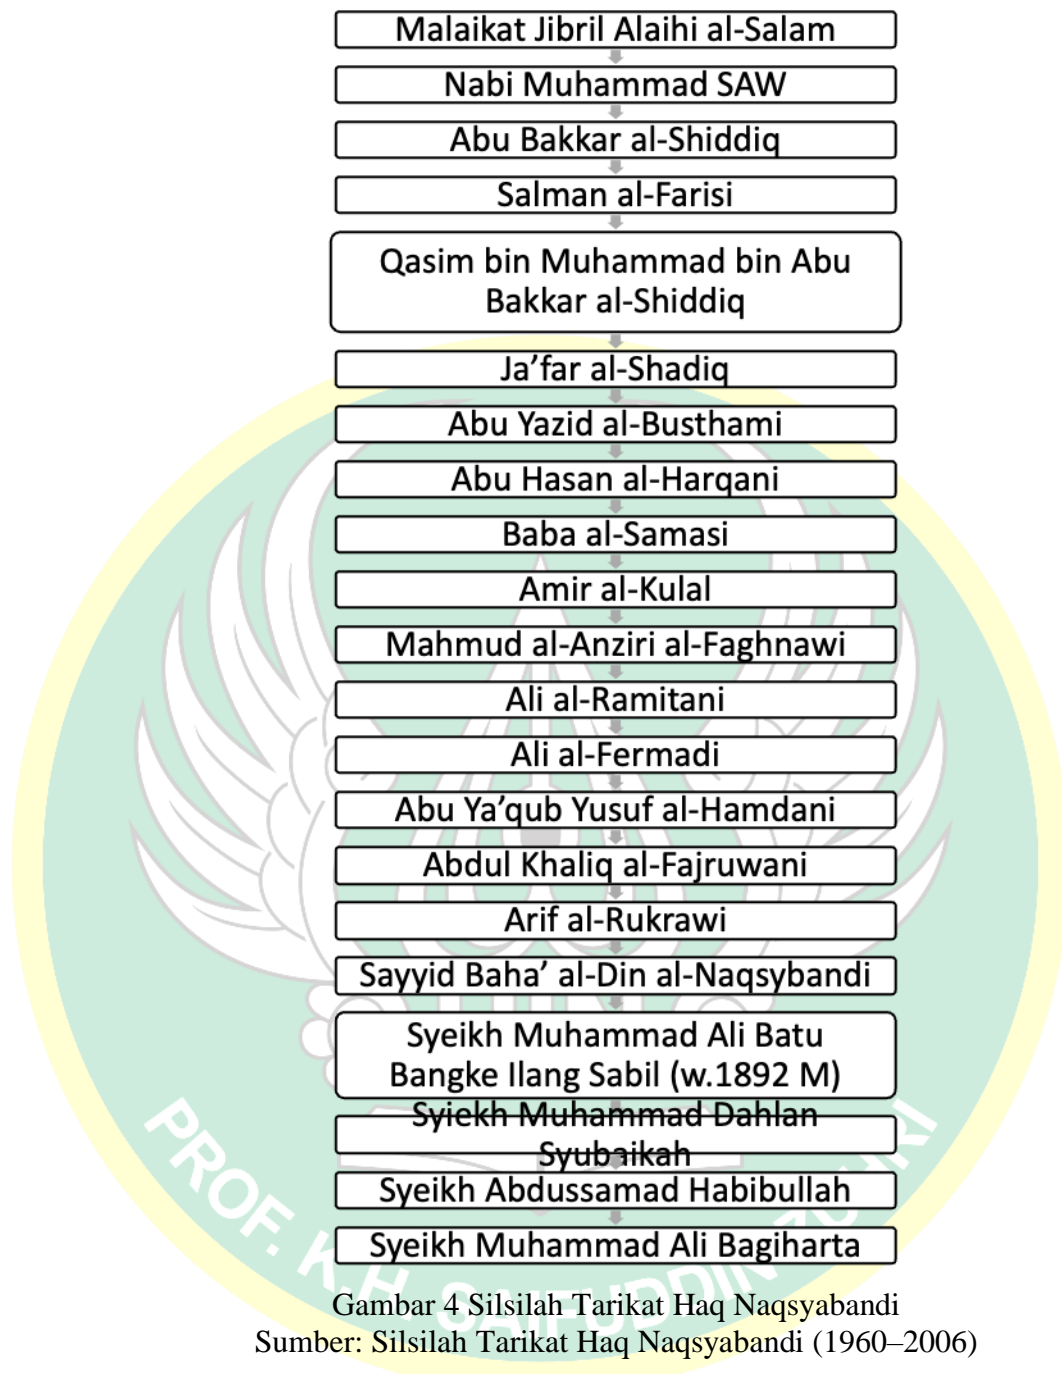 Malaikat Jibril Alaihi al-Salam
Nabi Muhammad SAW
Abu Bakkar al-Shiddiq
Salman al-Farisi
Qasim bin Muhammad bin Abu
Bakkar al-Shiddiq
Ja’far al-Shadiq
Abu Yazid al-Busthami
Abu Hasan al-Harqani
Baba al-Samasi
Amir al-Kulal
Mahmud al-Anziri al-Faghnawi
Ali al-Ramitani
Ali al-Fermadi
Abu Ya’qub Yusuf al-Hamdani
Abdul Khaliq al-Fajruwani
Arif al-Rukrawi
Sayyid Baha’ al-Din al-Naqsybandi
Syeikh Muhammad Ali Batu
Bangke Ilang Sabil (w.1892 M)
Syiekh Muhammad Dahlan
Syubaikah
Syeikh Abdussamad Habibullah
Syeikh Muhammad Ali Bagiharta
PROF. K.H. SAIFUDDIN ZUHRI
Gambar 4 Silsilah Tarikat Haq Naqsyabandi
Sumber: Silsilah Tarikat Haq Naqsyabandi (1960–2006)